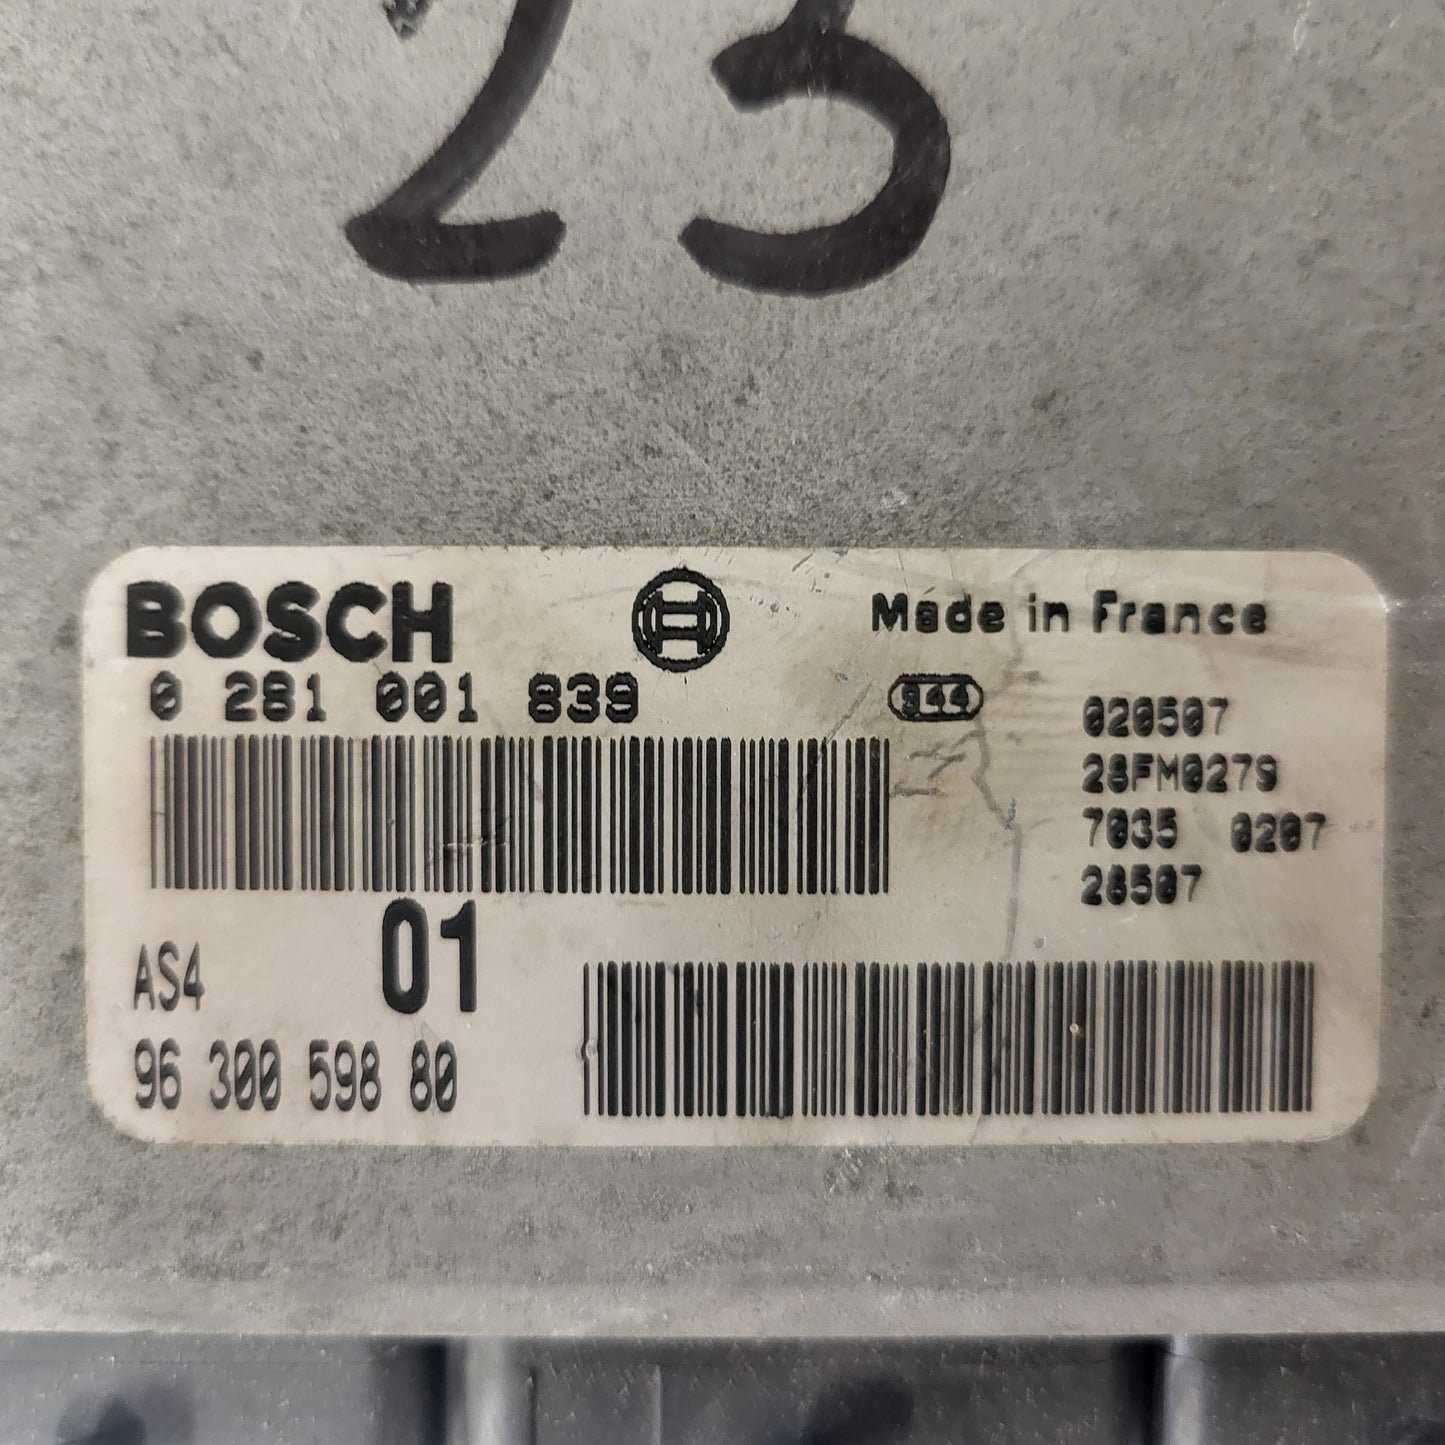 23
BOSCH
Made in France
0 281 001 839
944
020507
28FM0279
7035 0207
28507
01
AS4
96 300 598 80